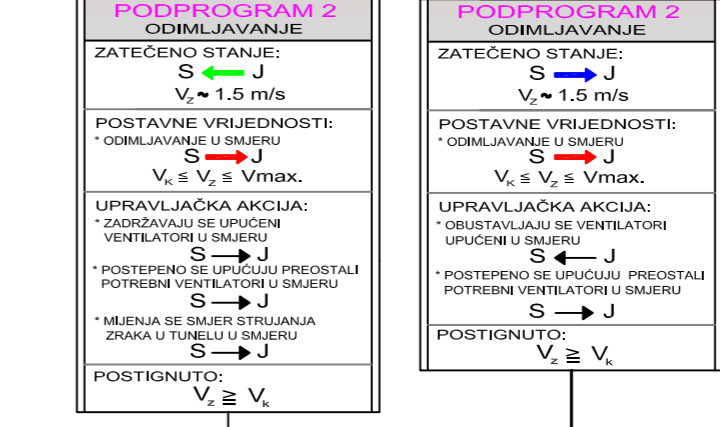 PODPROGRAM 2
ODIMLJAVANJE
ZATEČENO STANJE:
S ← J
Vz ~ 1.5 m/s
POSTAVNE VRIJEDNOSTI:
* ODIMLJAVANJE U SMJERU
S → J
VK ≤ Vz ≤ Vmax.
UPRAVLJAČKA AKCIJA:
* ZADRŽAVAJU SE UPUĆENI
VENTILATORI U SMJERU
S → J
* POSTEPENO SE UPUĆUJU PREOSTALI
POTREBNI VENTILATORI U SMJERU
S → J
* MIJENJA SE SMJER STRUJANJA
ZRAKA U TUNELU U SMJERU
S → J
POSTIGNUTO:
Vz ≧ Vk
PODPROGRAM 2
ODIMLJAVANJE
ZATEČENO STANJE:
S → J
Vz ~ 1.5 m/s
POSTAVNE VRIJEDNOSTI:
* ODIMLJAVANJE U SMJERU
S → J
VK ≤ Vz ≤ Vmax.
UPRAVLJAČKA AKCIJA:
* OBUSTAVLJAJU SE VENTILATORI
UPUĆENI U SMJERU
S ← J
* POSTEPENO SE UPUĆUJU PREOSTALI
POTREBNI VENTILATORI U SMJERU
S → J
POSTIGNUTO:
Vz ≧ Vk